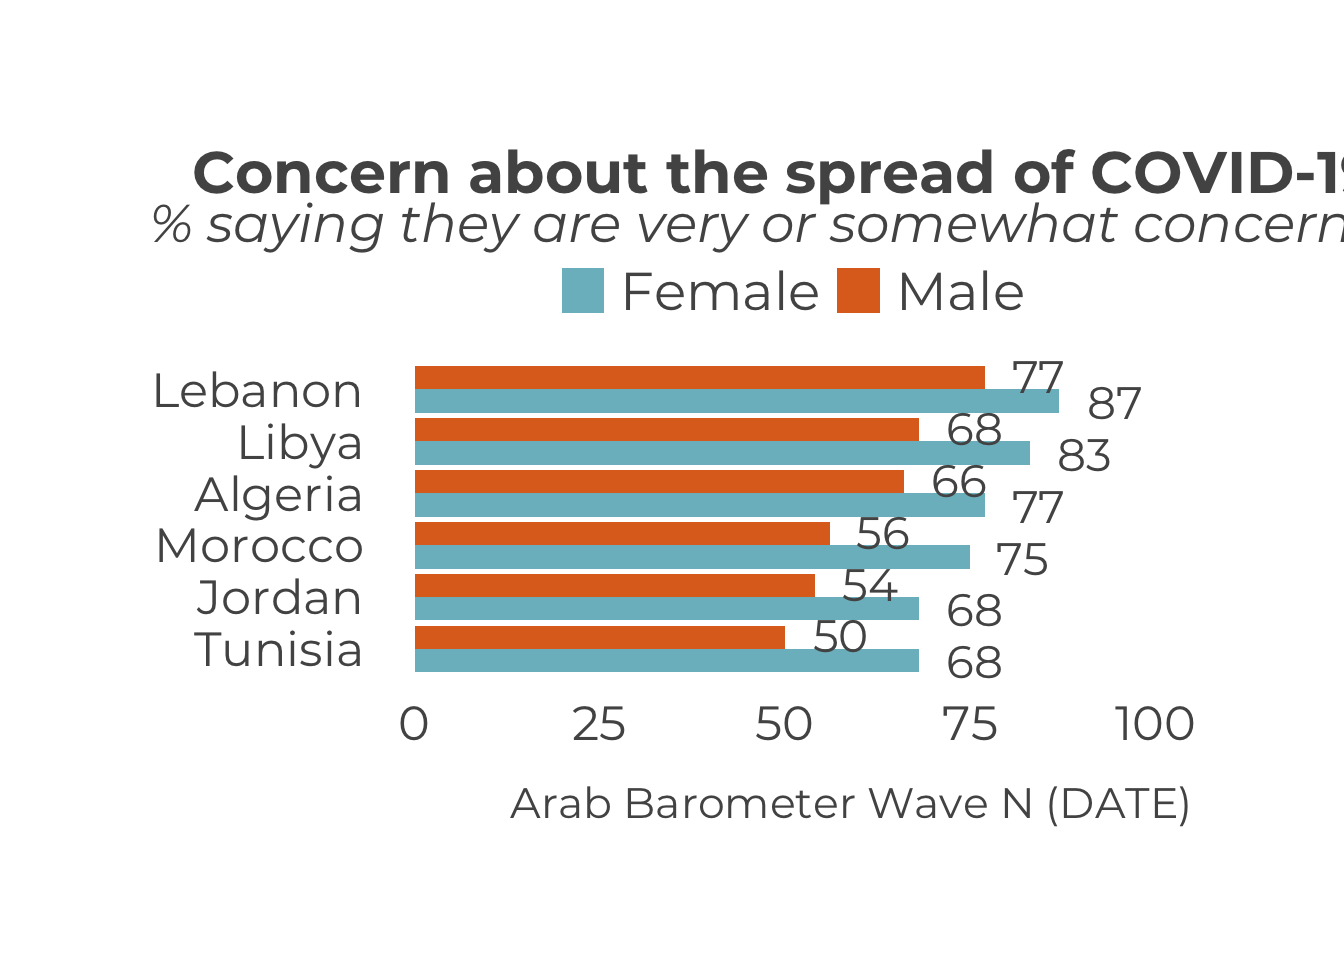 Concern about the spread of COVID-19
% saying they are very or somewhat concern
Female Male
Lebanon 77 87
Libya 68 83
Algeria 66 77
Morocco 56 75
Jordan 54 68
Tunisia 50 68
0 25 50 75 100
Arab Barometer Wave N (DATE)